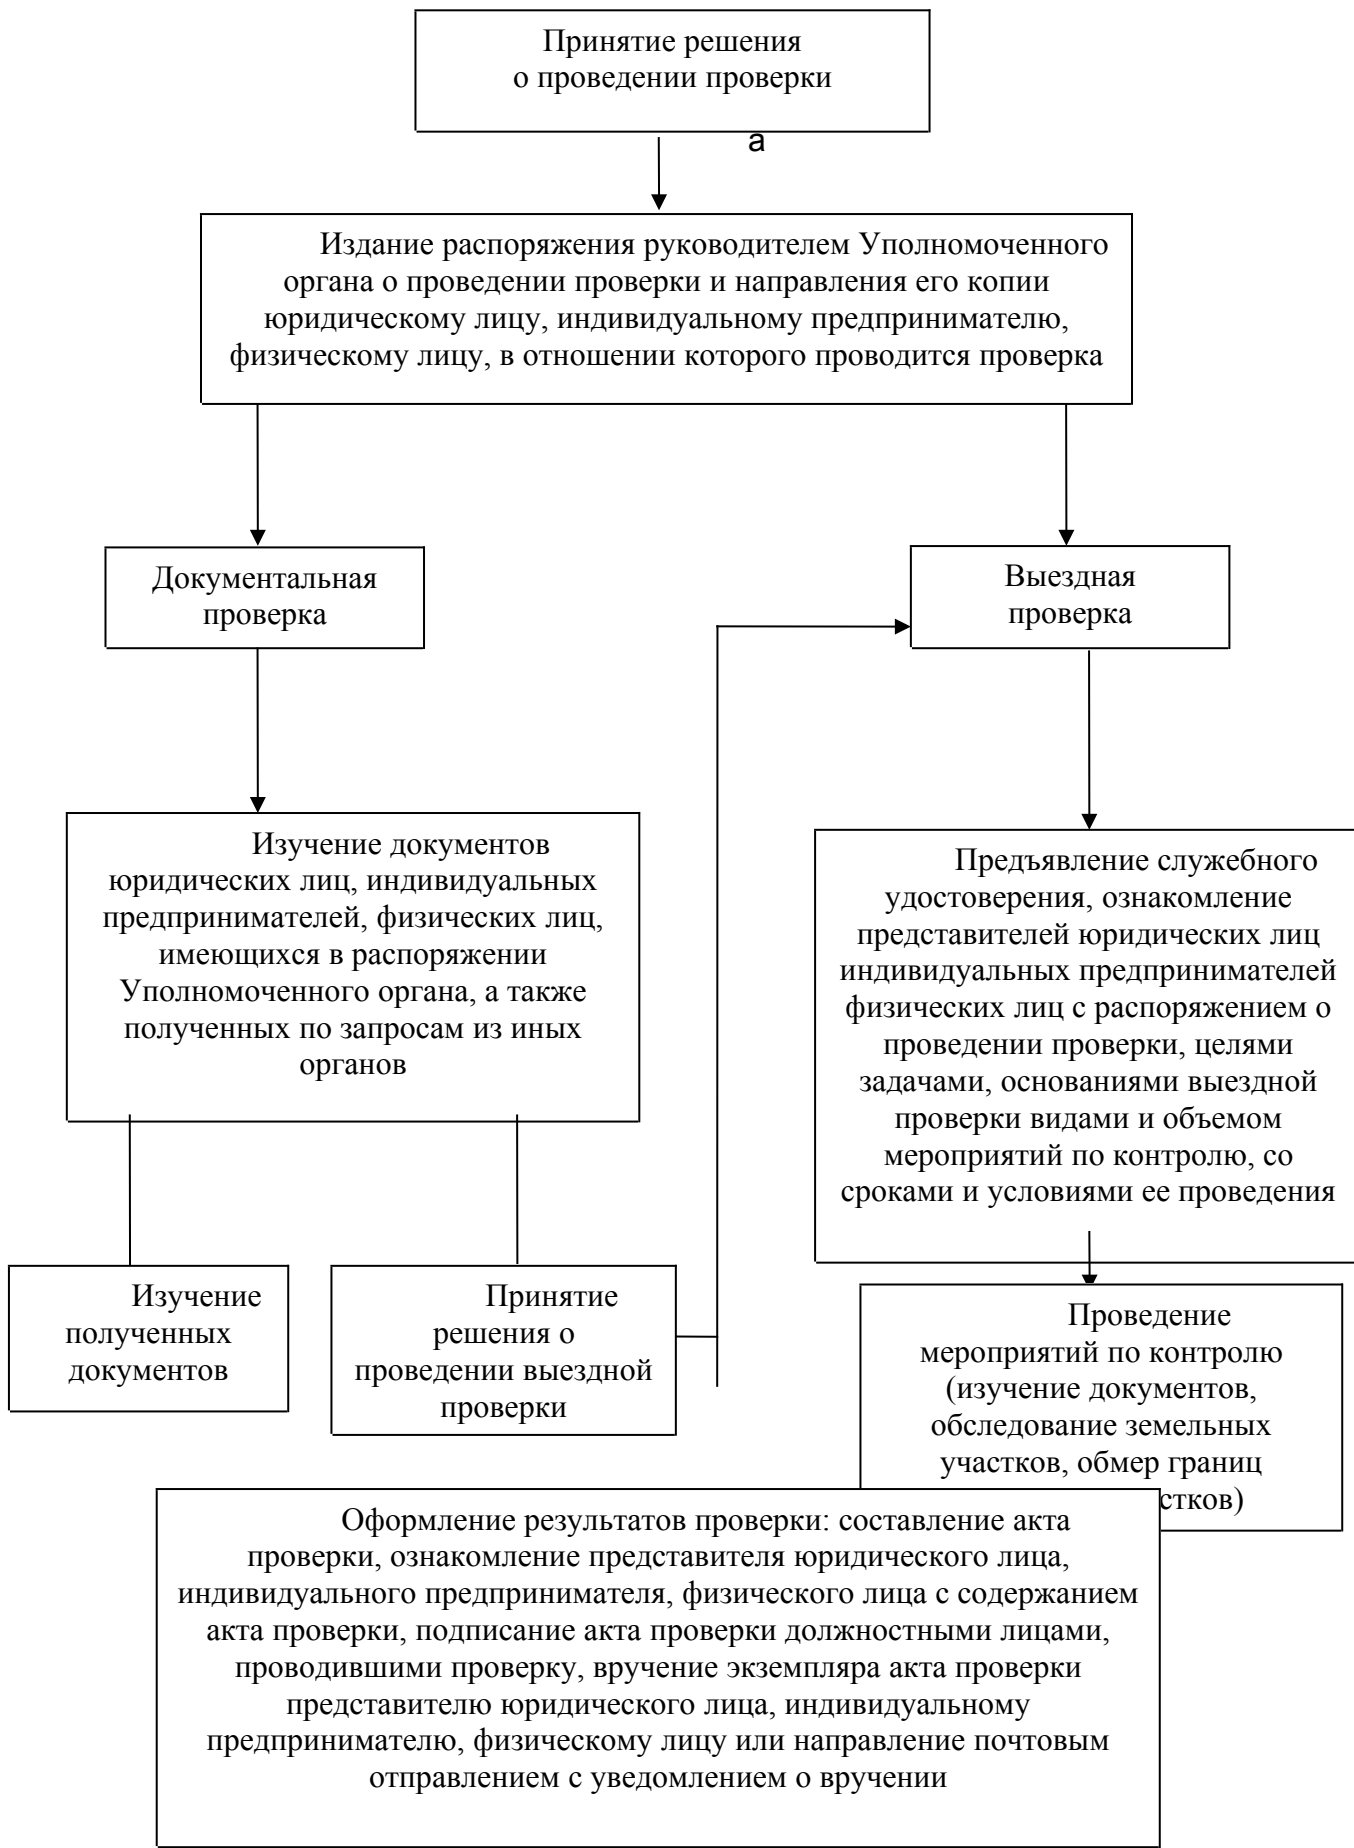 Принятие решения
о проведении проверки
а
Издание распоряжения руководителем Уполномоченного
органа о проведении проверки и направления его копии
юридическому лицу, индивидуальному предпринимателю,
физическому лицу, в отношении которого проводится проверка
Документальная
проверка
Выездная
проверка
Изучение документов
юридических лиц, индивидуальных
предпринимателей, физических лиц,
имеющихся в распоряжении
Уполномоченного органа, а также
полученных по запросам из иных
органов
Предъявление служебного
удостоверения, ознакомление
представителей юридических лиц
индивидуальных предпринимателей
физических лиц с распоряжением о
проведении проверки, целями
задачами, основаниями выездной
проверки видами и объемом
мероприятий по контролю, со
сроками и условиями ее проведения
Изучение
полученных
документов
Принятие
решения о
проведении выездной
проверки
Проведение
мероприятий по контролю
(изучение документов,
обследование земельных
участков, обмер границ
стков)
Оформление результатов проверки: составление акта
проверки, ознакомление представителя юридического лица,
индивидуального предпринимателя, физического лица с содержанием
акта проверки, подписание акта проверки должностными лицами,
проводившими проверку, вручение экземпляра акта проверки
представителю юридического лица, индивидуальному
предпринимателю, физическому лицу или направление почтовым
отправлением с уведомлением о вручении